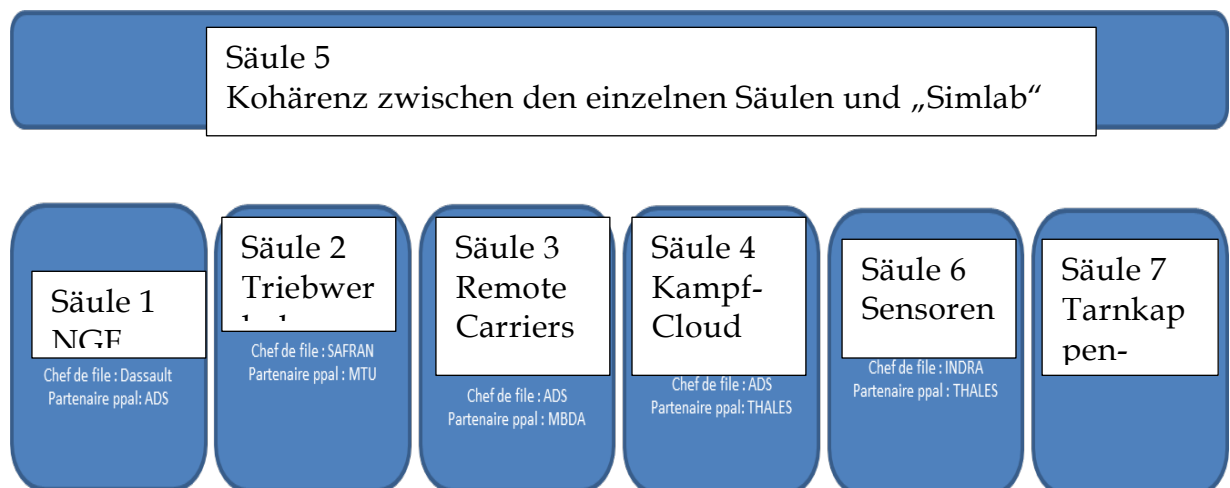 Säule 5
Kohärenz zwischen den einzelnen Säulen und „Simlab“
Säule 1
NGF
Chef de file : Dassault
Partenaire ppal: ADS
Säule 2
Triebwer
Chef de file : SAFRAN
Partenaire ppal : MTU
Säule 3
Remote
Carriers
Chef de file : ADS
Partenaire ppal : MBDA
Säule 4
Kampf-
Cloud
Chef de file : ADS
Partenaire ppal: THALES
Säule 6
Sensoren
Chef de file : INDRA
Partenaire ppal : THALES
Säule 7
Tarnkap
pen-